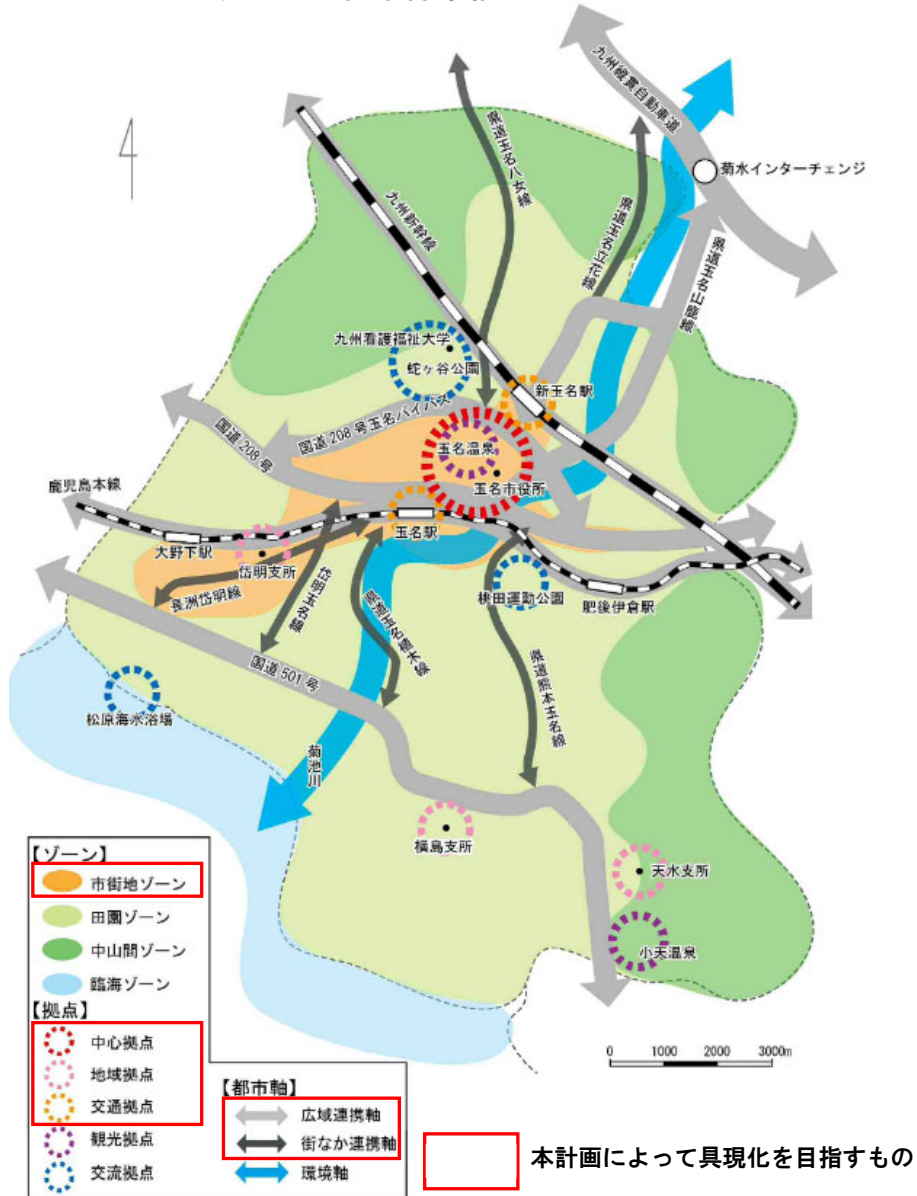 九州縦貫自動車道
菊水インターチェンジ
県道玉名八女線
県道玉名立花線
県道玉名山鹿線
九州新幹線
九州看護福祉大学
蛇ヶ谷公園
新玉名駅
国道208号玉名バイパス
国道208号
玉名温泉
玉名市役所
鹿児島本線
大野下駅
岱明支所
玉名駅
長洲岱明線
岱明玉名線
県道玉名植木線
桃田運動公園
肥後伊倉駅
県道熊本玉名線
国道501号
松原海水浴場
菊池川
横島支所
天水支所
小天温泉
【ゾーン】
市街地ゾーン
田園ゾーン
中山間ゾーン
臨海ゾーン
【拠点】
中心拠点
地域拠点
交通拠点
観光拠点
交流拠点
【都市軸】
広域連携軸
街なか連携軸
環境軸
0 1000 2000 3000m
本計画によって具現化を目指すもの